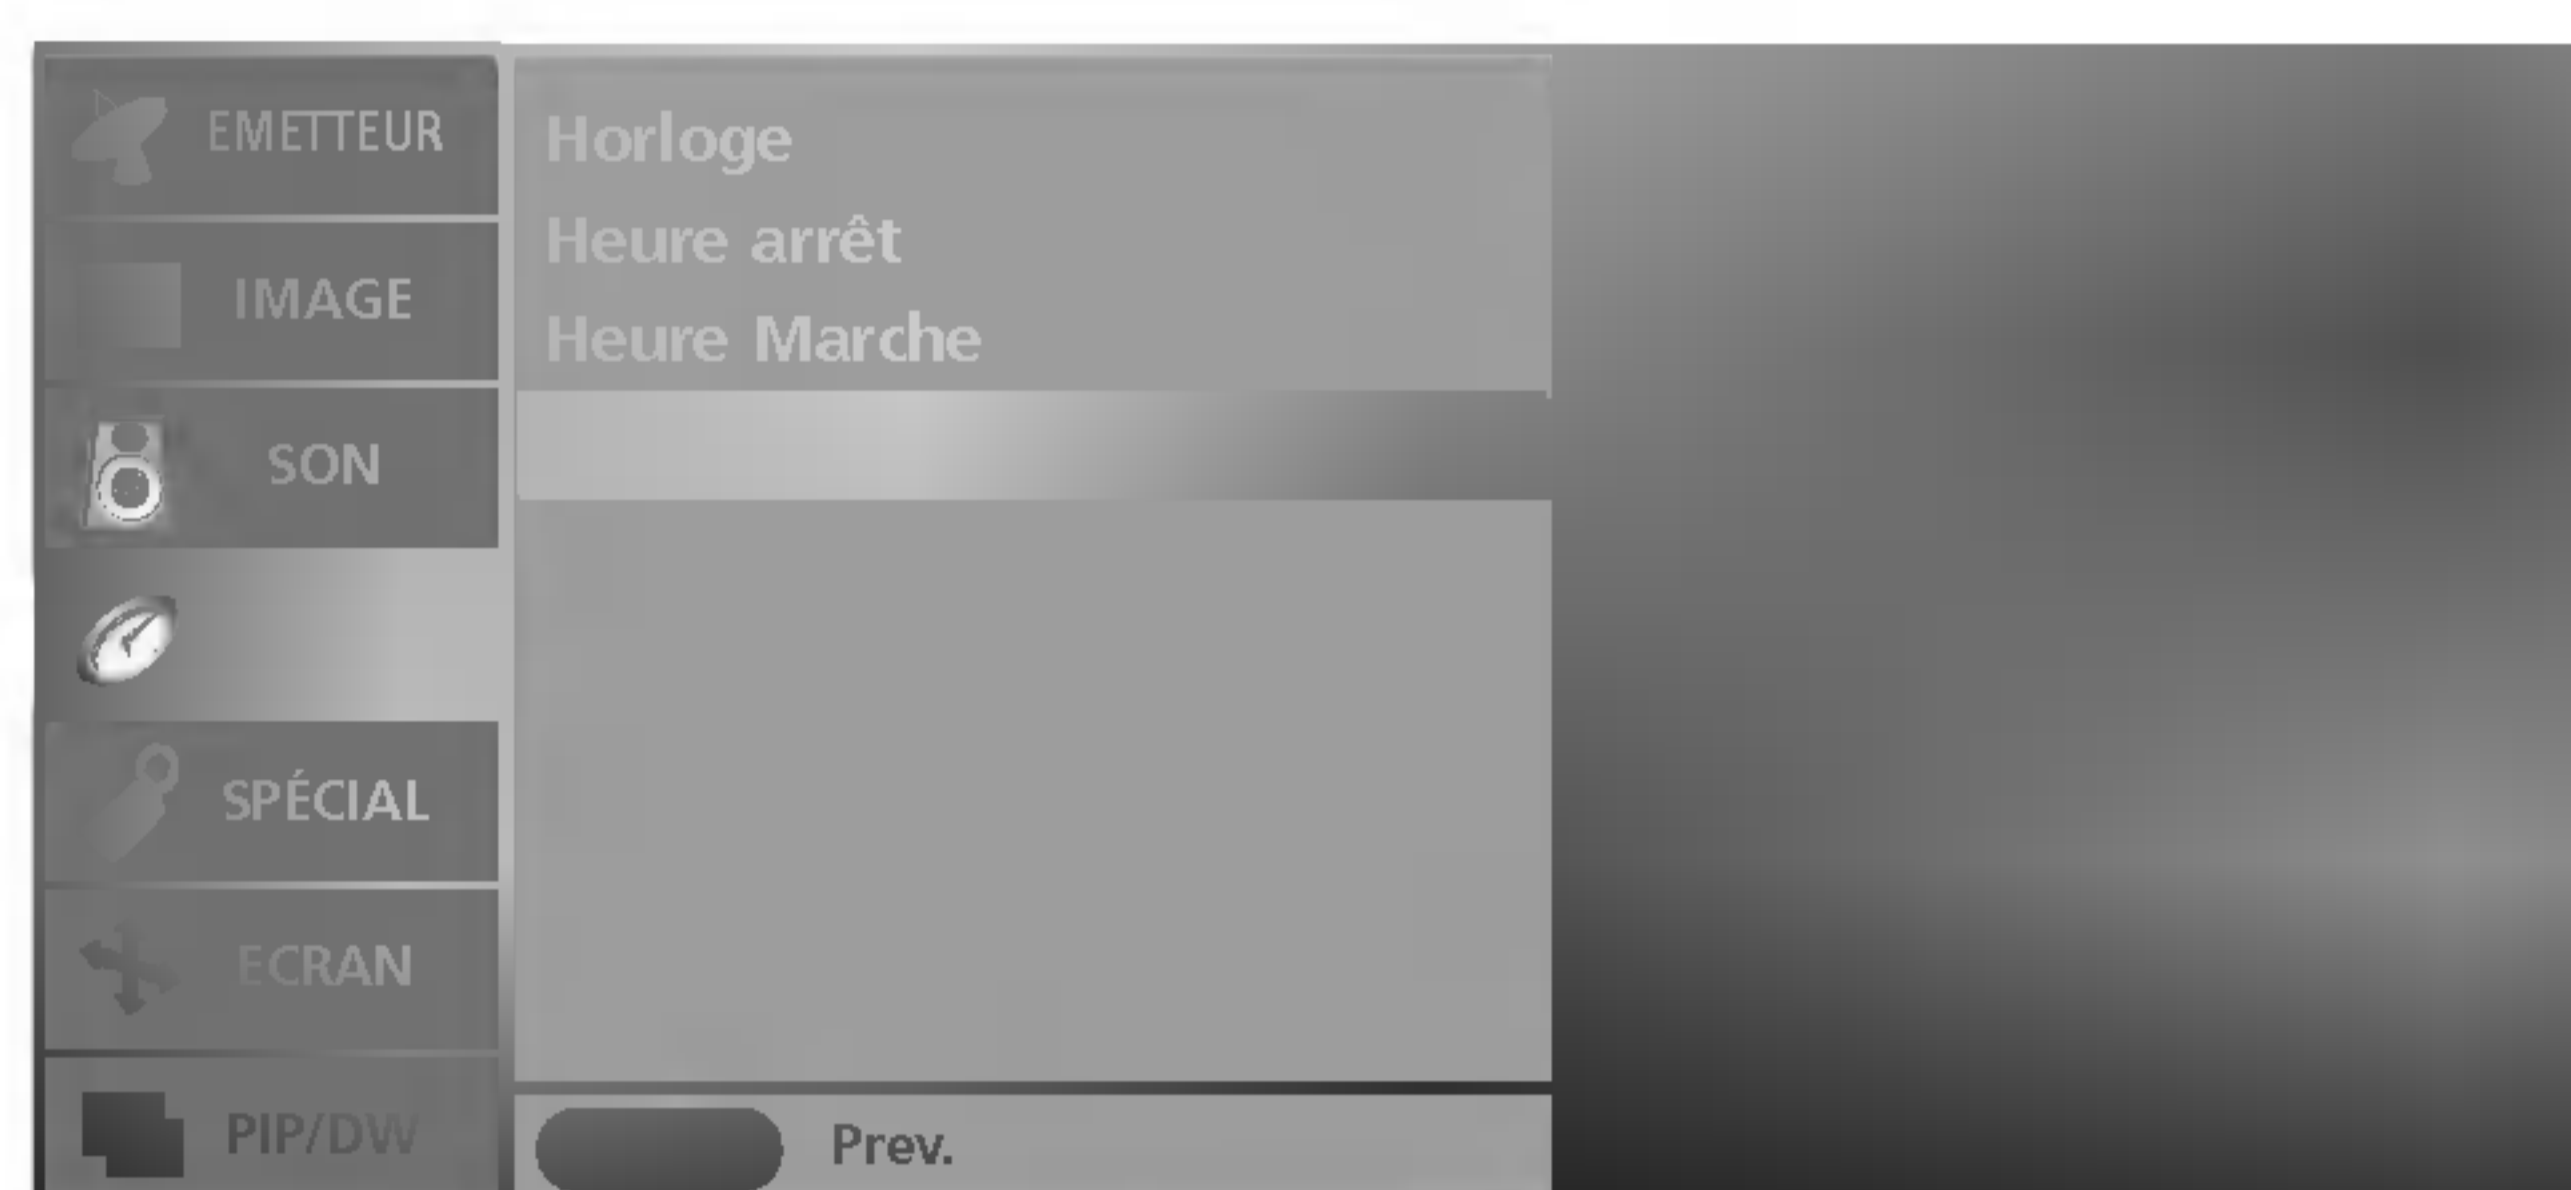 EMETTEUR
IMAGE
SON
SPÉCIAL
ECRAN
PIP/DW
Horloge
Heure arrêt
Heure Marche
Prev.